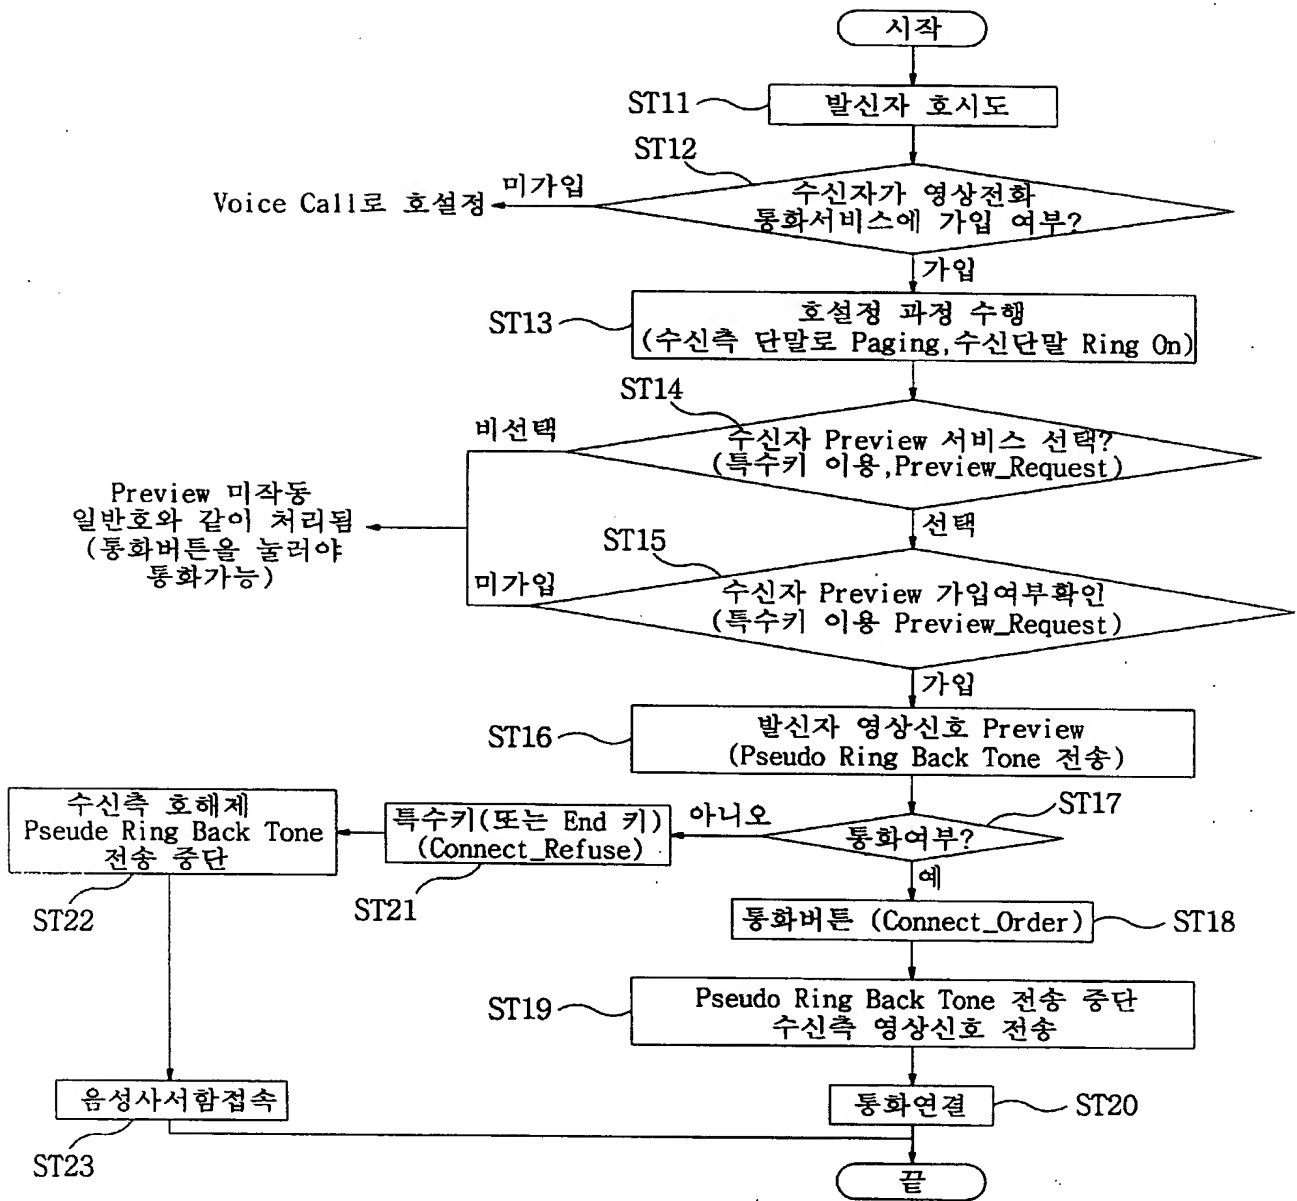 시작
ST11
발신자 호시도
ST12
수신자가 영상전화
통화서비스에 가입 여부?
미가입
Voice Call로 호설정
가입
ST13
호설정 과정 수행
(수신측 단말로 Paging,수신단말 Ring On)
ST14
수신자 Preview 서비스 선택?
(특수키 이용,Preview_Request)
비선택
선택
Preview 미작동
일반호와 같이 처리됨
(통화버튼을 눌러야
통화가능)
ST15
수신자 Preview 가입여부확인
(특수키 이용 Preview_Request)
미가입
가입
ST16
발신자 영상신호 Preview
(Pseudo Ring Back Tone 전송)
ST17
통화여부?
아니오
예
특수키(또는 End 키)
(Connect_Refuse)
ST21
수신측 호해제
Pseude Ring Back Tone
전송 중단
ST22
통화버튼 (Connect_Order)
ST18
ST19
Pseudo Ring Back Tone 전송 중단
수신측 영상신호 전송
음성사서함접속
ST23
통화연결
ST20
끝